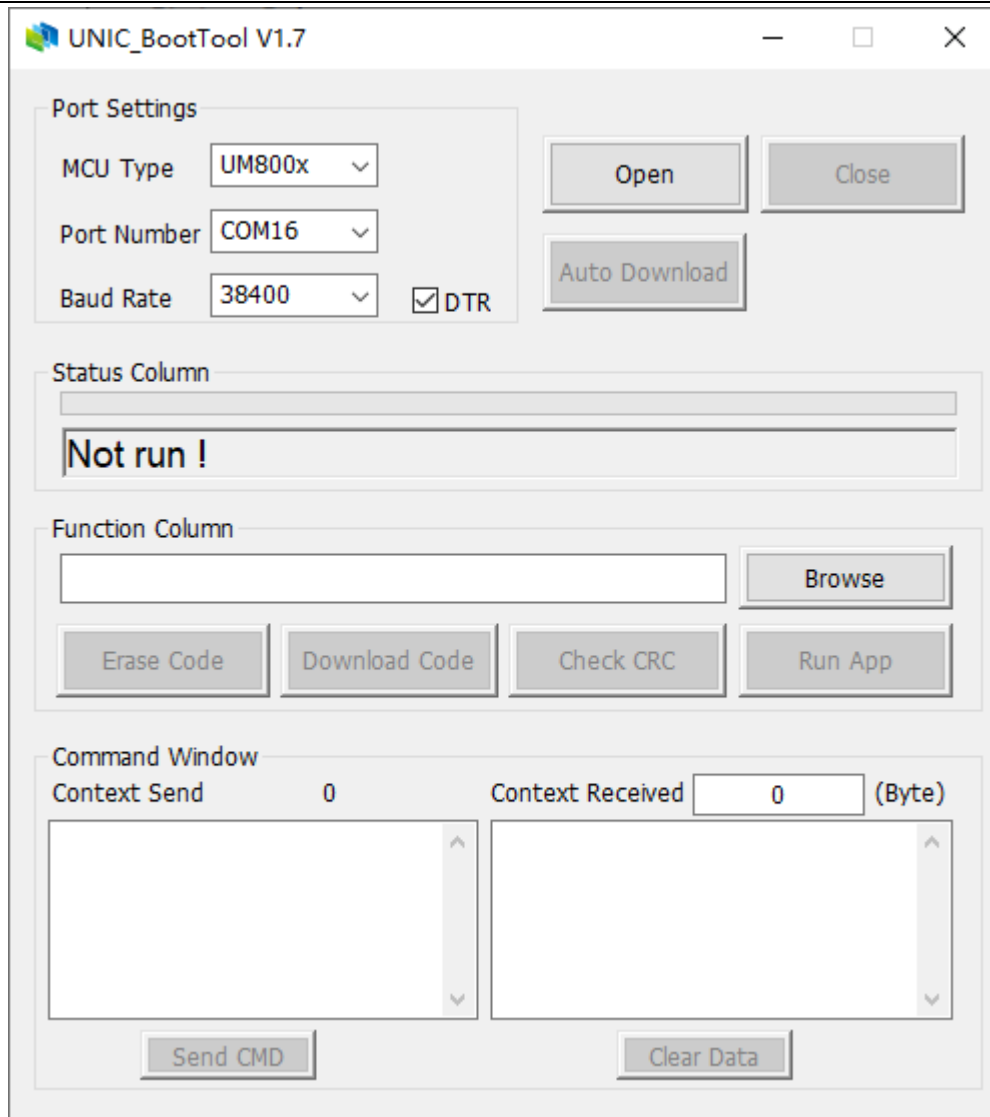 UNIC_BootTool V1.7
Port Settings
MCU Type UM800x
Open Close
Port Number COM16
Auto Download
Baud Rate 38400 DTR
Status Column
Not run !
Function Column
Browse
Erase Code Download Code Check CRC Run App
Command Window
Context Send 0 Context Received 0 (Byte)
Send CMD Clear Data